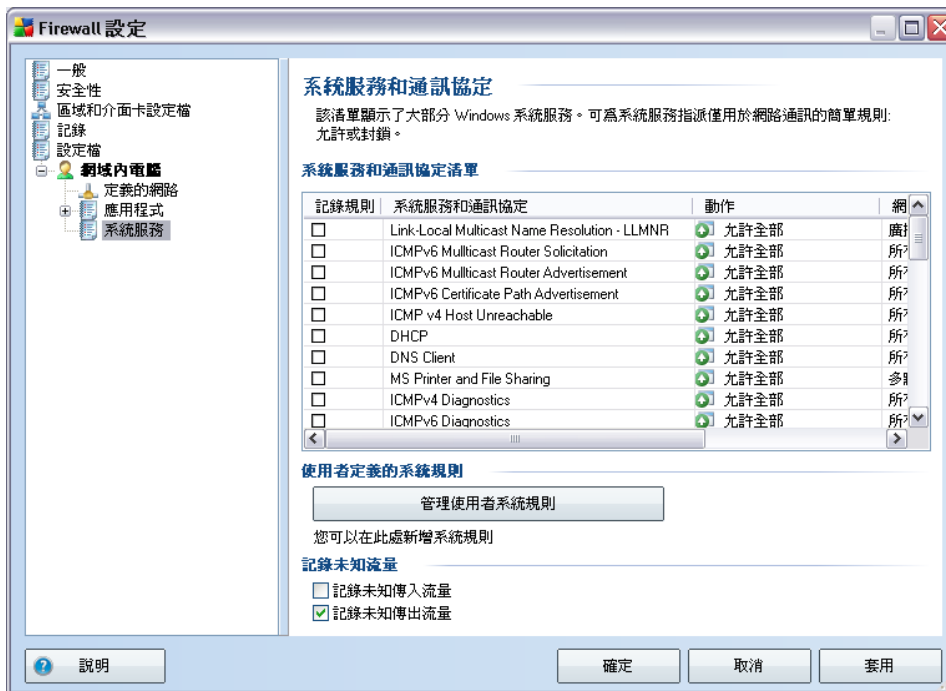 Firewall 設定
一般
安全性
區域和介面卡設定檔
記錄
設定檔
網域內電腦
定義的網路
應用程式
系統服務
系統服務和通訊協定
該清單顯示了大部分 Windows 系統服務。可為系統服務指派僅用於網路通訊的簡單規則:
允許或封鎖。
系統服務和通訊協定清單
記錄規則 系統服務和通訊協定 動作 網
Link-Local Multicast Name Resolution - LLMNR 允許全部
ICMPv6 Mullticast Router Solicitation 允許全部 所
ICMPv6 Mullticast Router Advertisement 允許全部 所
ICMPv6 Certificate Path Advertisement 允許全部 所
ICMP v4 Host Unreachable 允許全部 所
DHCP 允許全部 所
DNS Client 允許全部 所
MS Printer and File Sharing 允許全部 多
ICMPv4 Diagnostics 允許全部 所
ICMPv6 Diagnostics 允許全部 所
使用者定義的系統規則
管理使用者系統規則
您可以在此處新增系統規則
記錄未知流量
記錄未知傳入流量
記錄未知傳出流量
說明 確定 取消 套用